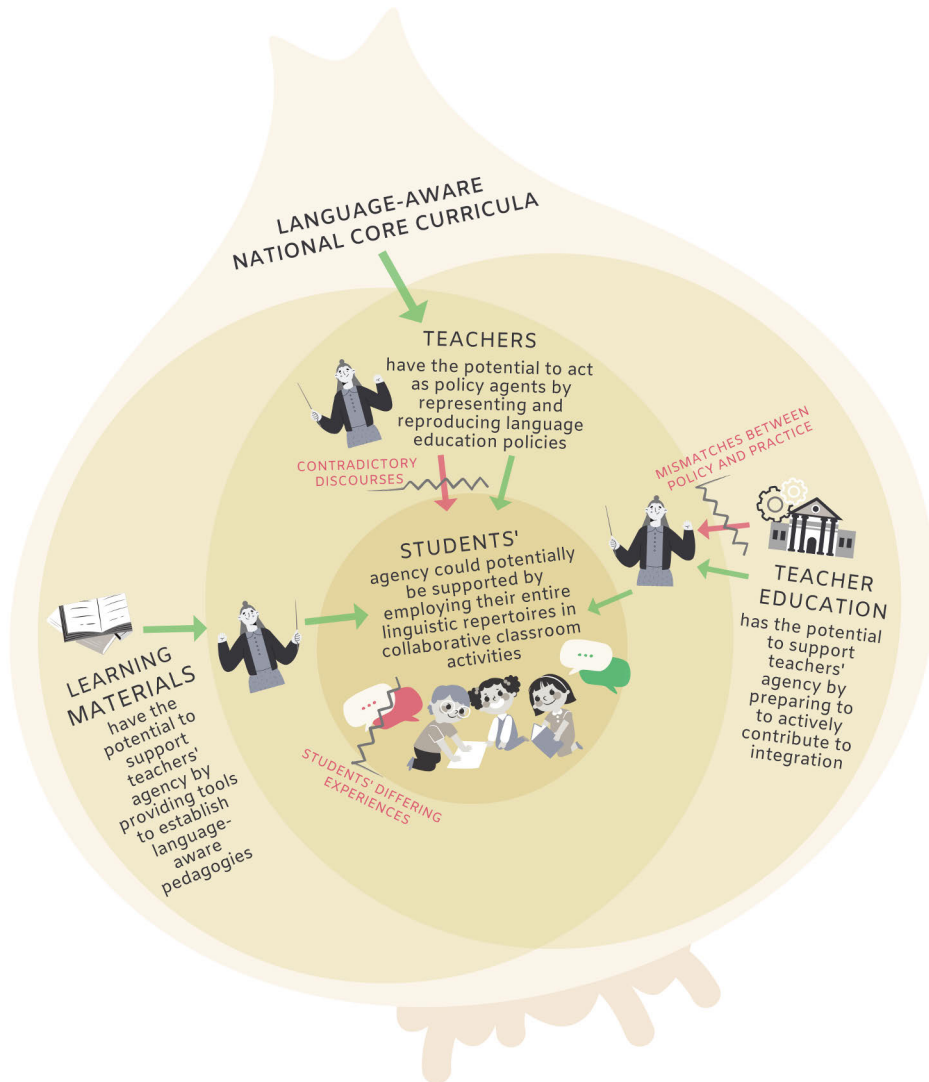 LANGUAGE-AWARE
NATIONAL CORE CURRICULA
TEACHERS
have the potential to act
as policy agents by
representing and
reproducing language
education policies
CONTRADICTORY
DISCOURSES
MISMATCHES BETWEEN
POLICY AND PRACTICE
STUDENTS'
agency could potentially
be supported by
employing their entire
linguistic repertoires in
collaborative classroom
activities
TEACHER
EDUCATION
has the potential
to support
teachers'
agency by
preparing to
to actively
contribute to
integration
LEARNING
MATERIALS
have the
potential to
support
teachers'
agency by
providing tools
to establish
language-
aware
pedagogies
STUDENTS' DIFFERING
EXPERIENCES